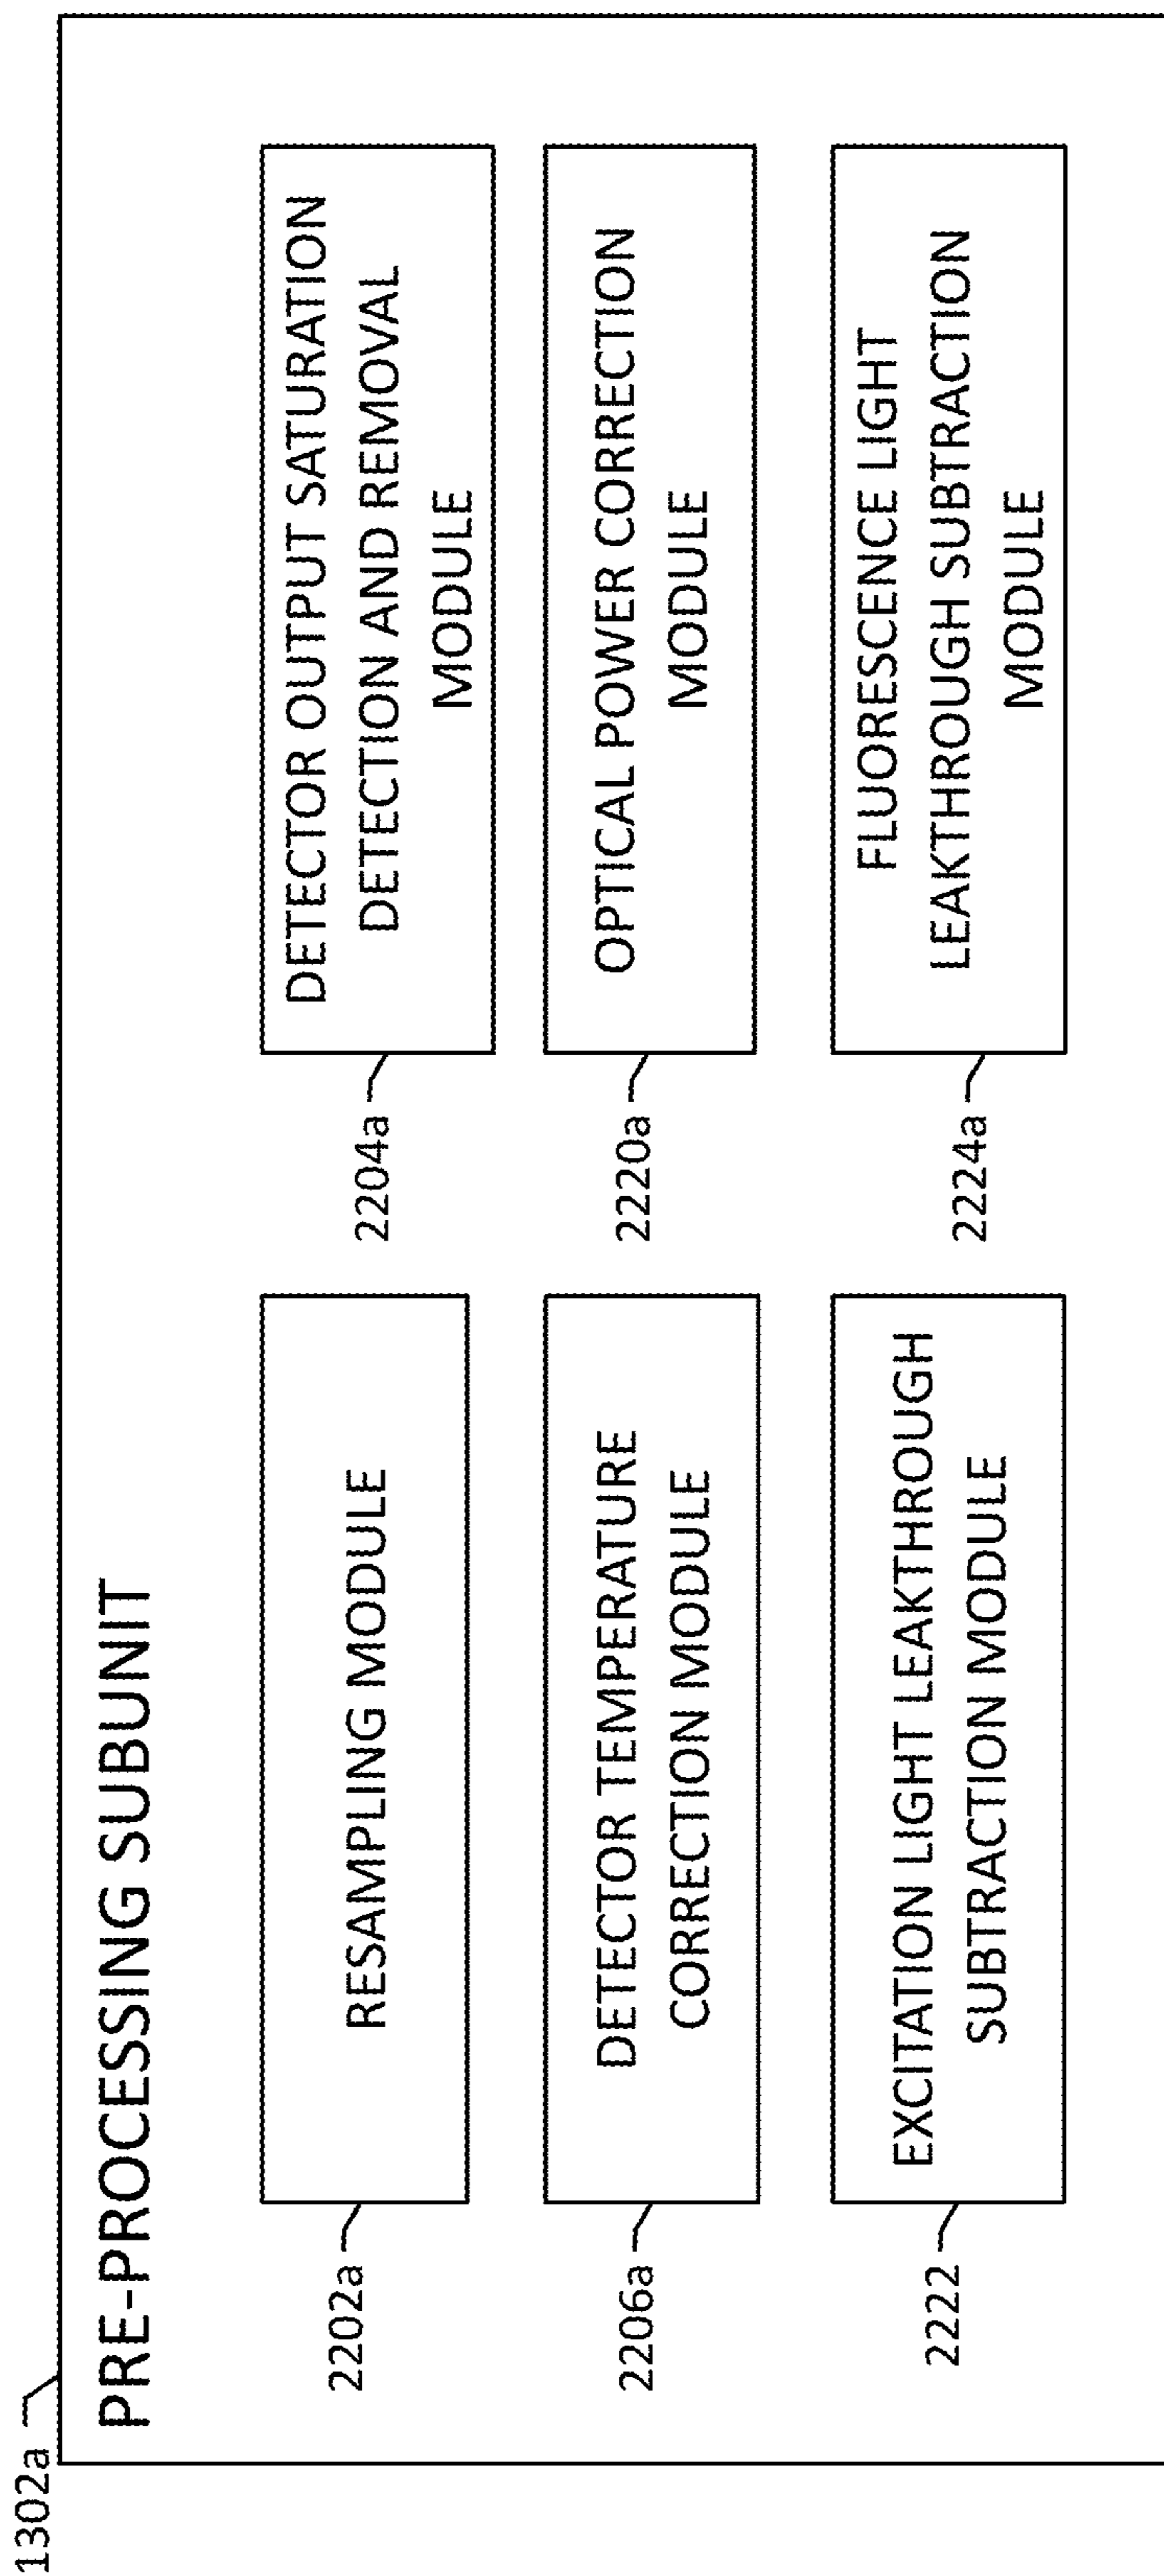 1302a
PRE-PROCESSING SUBUNIT
2202a
RESAMPLING MODULE
2204a
DETECTOR OUTPUT SATURATION
DETECTION AND REMOVAL
MODULE
2206a
DETECTOR TEMPERATURE
CORRECTION MODULE
2220a
OPTICAL POWER CORRECTION
MODULE
2222
EXCITATION LIGHT LEAKTHROUGH
SUBTRACTION MODULE
2224a
FLUORESCENCE LIGHT
LEAKTHROUGH SUBTRACTION
MODULE